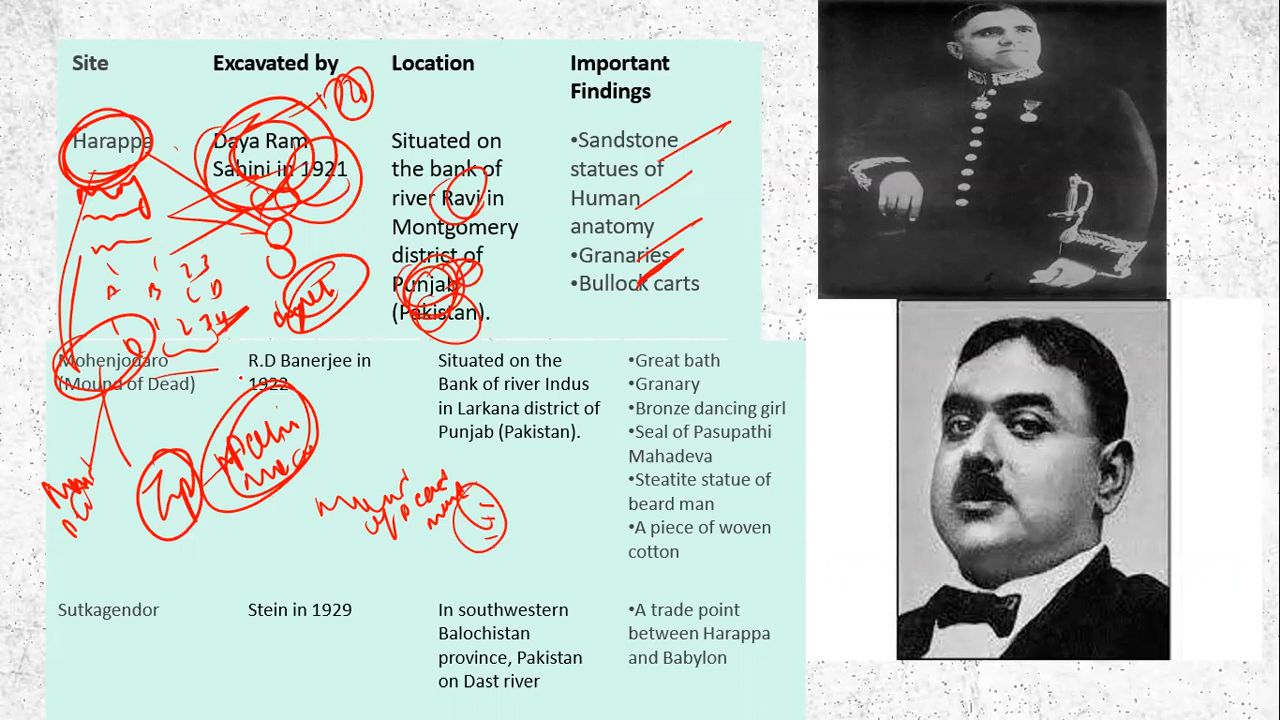 Site
Excavated by
Location
Important
Findings
Harappa
Daya Ram
Sahini in 1921
Situated on
the bank of
river Ravi in
Montgomery
district of
Punjab
(Pakistan).
•Sandstone
statues of
Human
anatomy
•Granaries
•Bullock carts
A B C D
Mohenjodaro
(Mound of Dead)
R.D Banerjee in
1922
Situated on the
Bank of river Indus
in Larkana district of
Punjab (Pakistan).
•Great bath
•Granary
•Bronze dancing girl
•Seal of Pasupathi
Mahadeva
•Steatite statue of
beard man
•A piece of woven
cotton
Sutkagendor
Stein in 1929
In southwestern
Balochistan
province, Pakistan
on Dast river
•A trade point
between Harappa
and Babylon